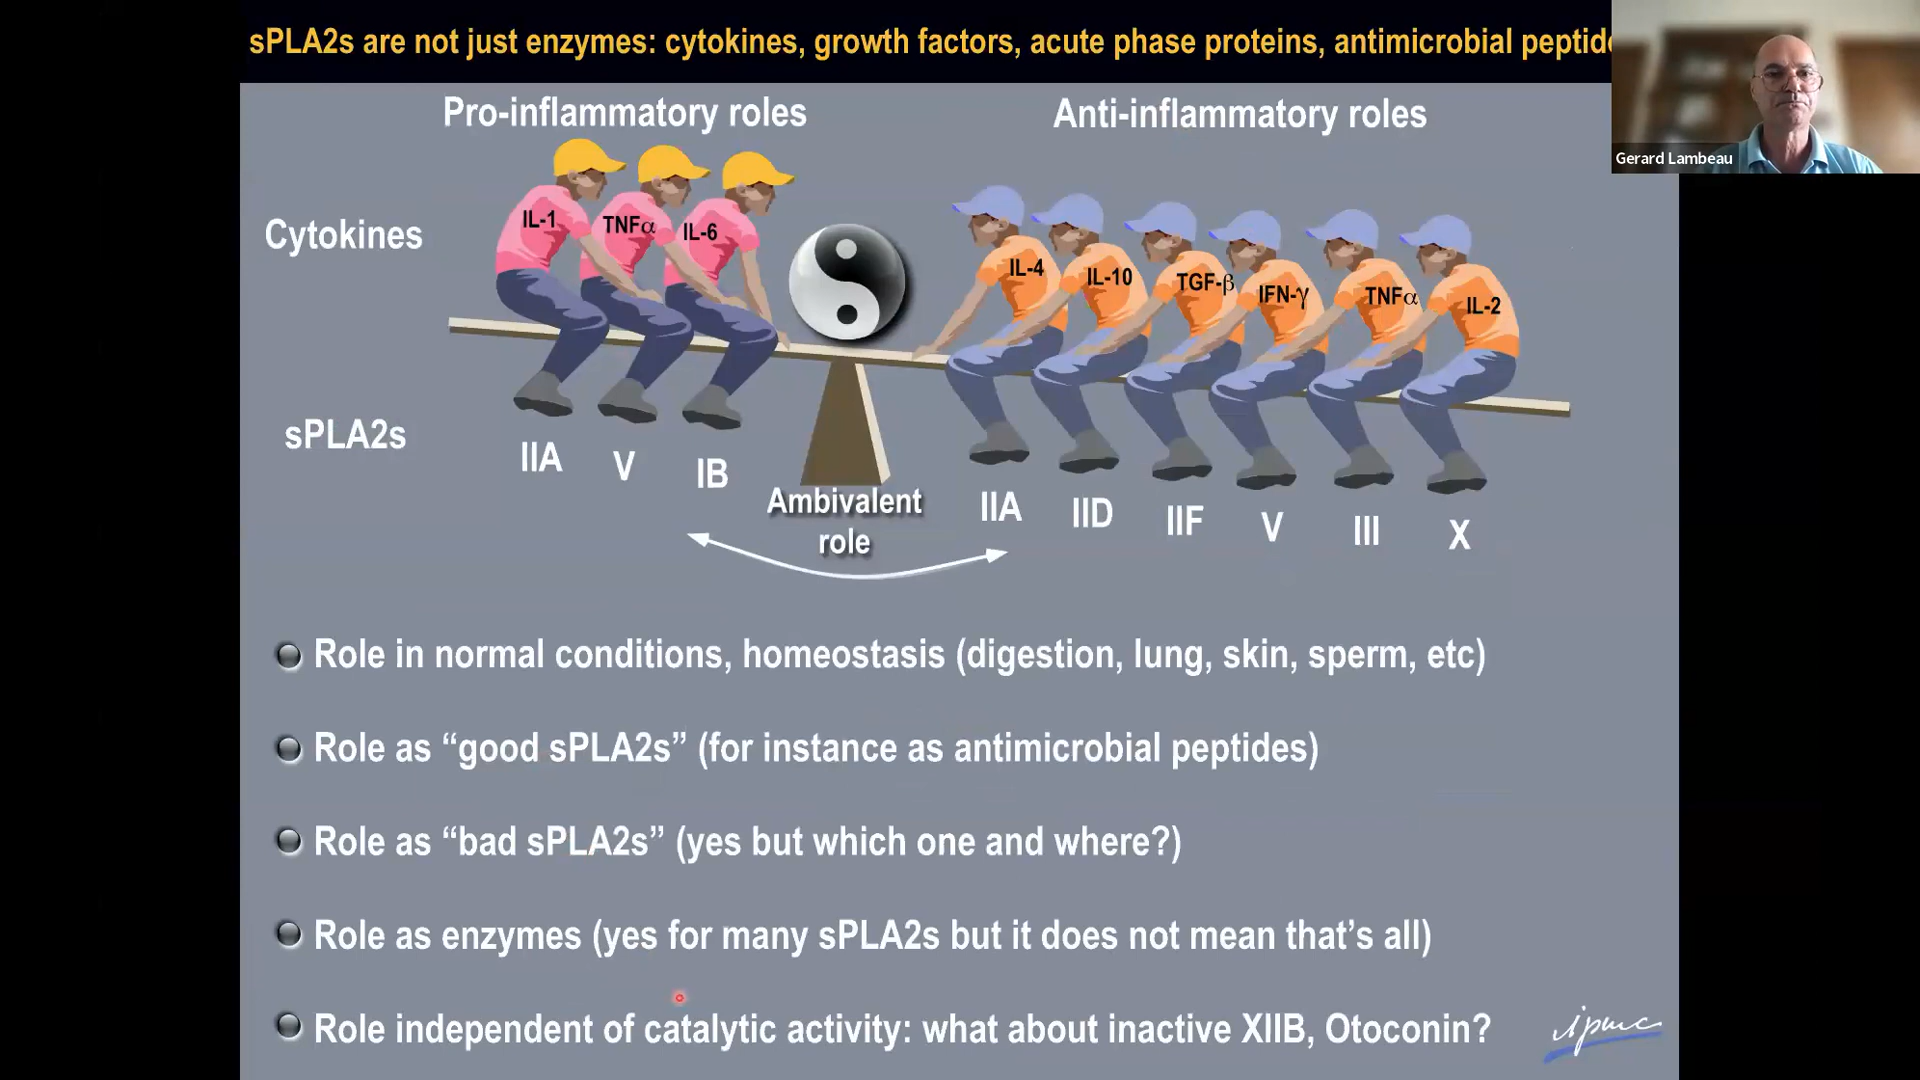 sPLA2s are not just enzymes: cytokines, growth factors, acute phase proteins, antimicrobial
Gerard Lambeau
Pro-inflammatory roles
Anti-inflammatory roles
Cytokines
IL-1
TNFα
IL-6
IL-4
IL-10
TGF-β
IFN-γ
TNFα
IL-2
sPLA2s
IIA
V
IB
IIA
IID
IIF
V
III
X
Ambivalent
role
Role in normal conditions, homeostasis (digestion, lung, skin, sperm, etc)
Role as “good sPLA2s” (for instance as antimicrobial peptides)
Role as “bad sPLA2s” (yes but which one and where?)
Role as enzymes (yes for many sPLA2s but it does not mean that’s all)
Role independent of catalytic activity: what about inactive XIIB, Otoconin?
ipmc